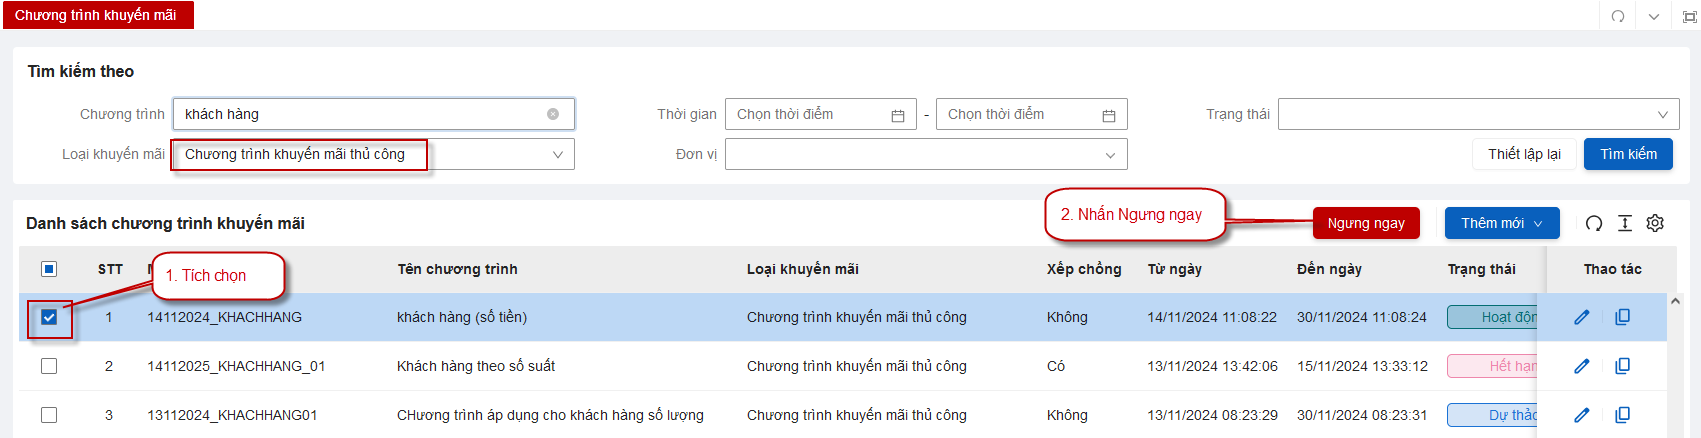 Chương trình khuyến mãi
Tìm kiếm theo
Chương trình khách hàng Thời gian Chọn thời điểm - Chọn thời điểm Trạng thái
Loại khuyến mãi Chương trình khuyến mãi thủ công Đơn vị Thiết lập lại Tìm kiếm
Danh sách chương trình khuyến mãi 2. Nhấn Ngưng ngay Ngưng ngay Thêm mới
STT Tên chương trình Loại khuyến mãi Xếp chồng Từ ngày Đến ngày Trạng thái Thao tác
1. Tích chọn
1 14112024_KHACHHANG khách hàng (số tiền) Chương trình khuyến mãi thủ công Không 14/11/2024 11:08:22 30/11/2024 11:08:24 Hoạt độn
2 14112025_KHACHHANG_01 Khách hàng theo số suất Chương trình khuyến mãi thủ công Có 13/11/2024 13:42:06 15/11/2024 13:33:12 Hết hạn
3 13112024_KHACHHANG01 CHương trình áp dụng cho khách hàng số lượng Chương trình khuyến mãi thủ công Không 13/11/2024 08:23:29 30/11/2024 08:23:31 Dự thảo